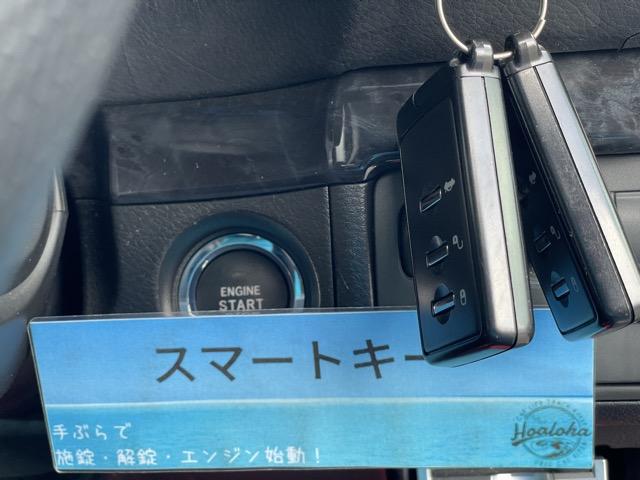 ENGINE
START
スマートキー
手ぶらで
施錠・解錠・エンジン始動！
Hoaloha